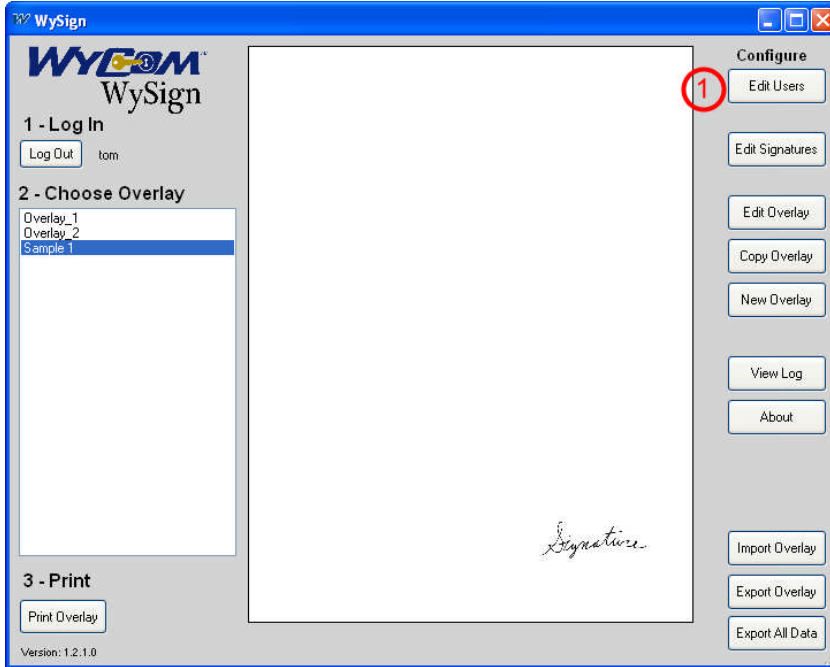 WySign
WYCOM™
WySign
1 - Log In
Log Out tom
2 - Choose Overlay
Overlay_1
Overlay_2
Sample 1
3 - Print
Print Overlay
Version: 1.2.1.0
Signature
Configure
1 Edit Users
Edit Signatures
Edit Overlay
Copy Overlay
New Overlay
View Log
About
Import Overlay
Export Overlay
Export All Data